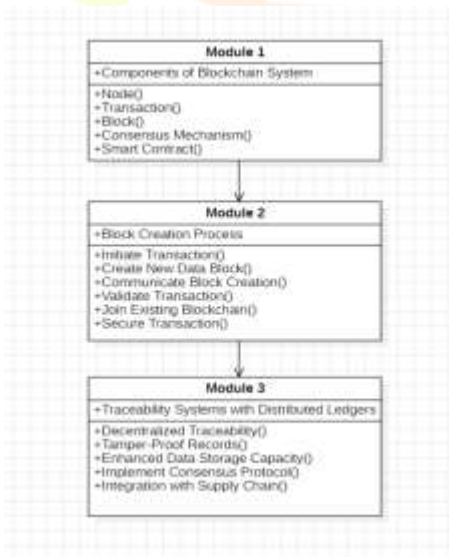 Module 1
+Components of Blockchain System
+Node()
+Transaction()
+Block()
+Consensus Mechanism()
+Smart Contract()
Module 2
+Block Creation Process
+Initiate Transaction()
+Create New Data Block()
+Communicate Block Creation()
+Validate Transaction()
+Join Existing Blockchain()
+Secure Transaction()
Module 3
+Traceability Systems with Distributed Ledgers
+Decentralized Traceability()
+Tamper-Proof Records()
+Enhanced Data Storage Capacity()
+Implement Consensus Protocol()
+Integration with Supply Chain()